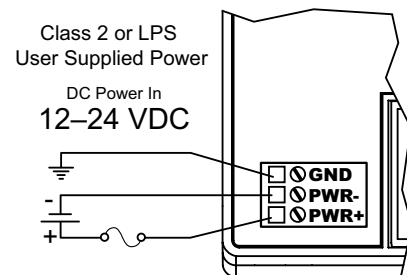 Class 2 or LPS
User Supplied Power
DC Power In
12–24 VDC
GND
PWR-
PWR+
-
+